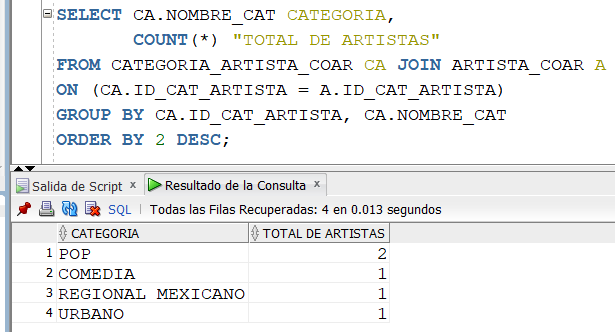 SELECT CA.NOMBRE_CAT CATEGORIA,
COUNT(*) "TOTAL DE ARTISTAS"
FROM CATEGORIA_ARTISTA_COAR CA JOIN ARTISTA_COAR A
ON (CA.ID_CAT_ARTISTA = A.ID_CAT_ARTISTA)
GROUP BY CA.ID_CAT_ARTISTA, CA.NOMBRE_CAT
ORDER BY 2 DESC;
Salida de Script x Resultado de la Consulta x
SQL | Todas las Filas Recuperadas: 4 en 0.013 segundos
CATEGORIA TOTAL DE ARTISTAS
1 POP 2
2 COMEDIA 1
3 REGIONAL MEXICANO 1
4 URBANO 1